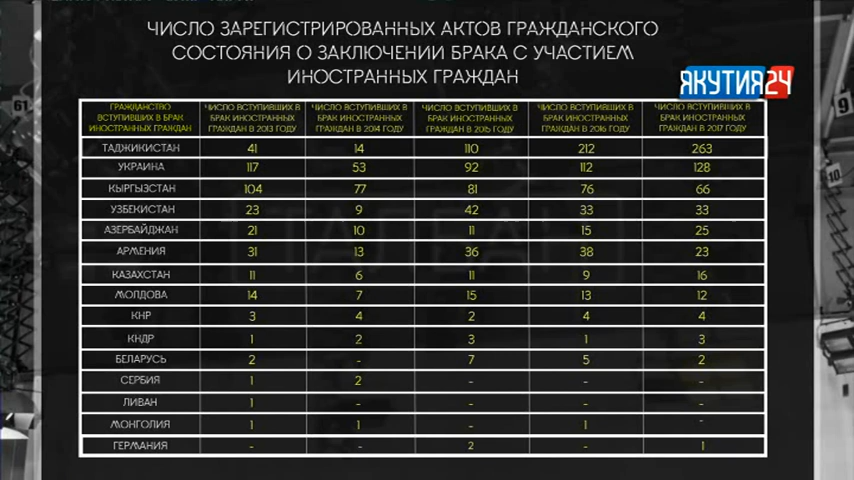 ЧИСЛО ЗАРЕГИСТРИРОВАННЫХ АКТОВ ГРАЖДАНСКОГО
СОСТОЯНИЯ О ЗАКЛЮЧЕНИИ БРАКА С УЧАСТИЕМ
ИНОСТРАННЫХ ГРАЖДАН
ЯКУТИЯ24
61
9
10
ГРАЖДАНСТВО ВСТУПИВШИХ В БРАК ИНОСТРАННЫХ ГРАЖДАН ЧИСЛО ВСТУПИВШИХ В БРАК ИНОСТРАННЫХ ГРАЖДАН В 2013 ГОДУ ЧИСЛО ВСТУПИВШИХ В БРАК ИНОСТРАННЫХ ГРАЖДАН В 2014 ГОДУ ЧИСЛО ВСТУПИВШИХ В БРАК ИНОСТРАННЫХ ГРАЖДАН В 2015 ГОДУ ЧИСЛО ВСТУПИВШИХ В БРАК ИНОСТРАННЫХ ГРАЖДАН В 2016 ГОДУ ЧИСЛО ВСТУПИВШИХ В БРАК ИНОСТРАННЫХ ГРАЖДАН В 2017 ГОДУ
ТАДЖИКИСТАН 41 14 110 212 263
УКРАИНА 117 53 92 112 128
КЫРГЫЗСТАН 104 77 81 76 66
УЗБЕКИСТАН 23 9 42 33 33
АЗЕРБАЙДЖАН 21 10 11 15 25
АРМЕНИЯ 31 13 36 38 23
КАЗАХСТАН 11 6 11 9 16
МОЛДОВА 14 7 15 13 12
КНР 3 4 2 4 4
КНДР 1 2 3 1 3
БЕЛАРУСЬ 2 - 7 5 2
СЕРБИЯ 1 2 - - -
ЛИВАН 1 - - - -
МОНГОЛИЯ 1 1 - 1 -
ГЕРМАНИЯ - - 2 - 1